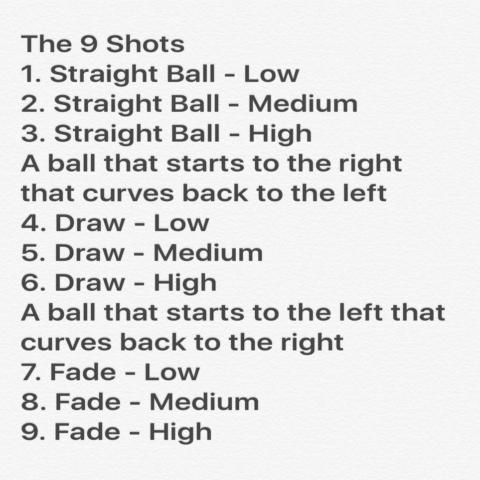 The 9 Shots
1. Straight Ball - Low
2. Straight Ball - Medium
3. Straight Ball - High
A ball that starts to the right
that curves back to the left
4. Draw - Low
5. Draw - Medium
6. Draw - High
A ball that starts to the left that
curves back to the right
7. Fade - Low
8. Fade - Medium
9. Fade - High